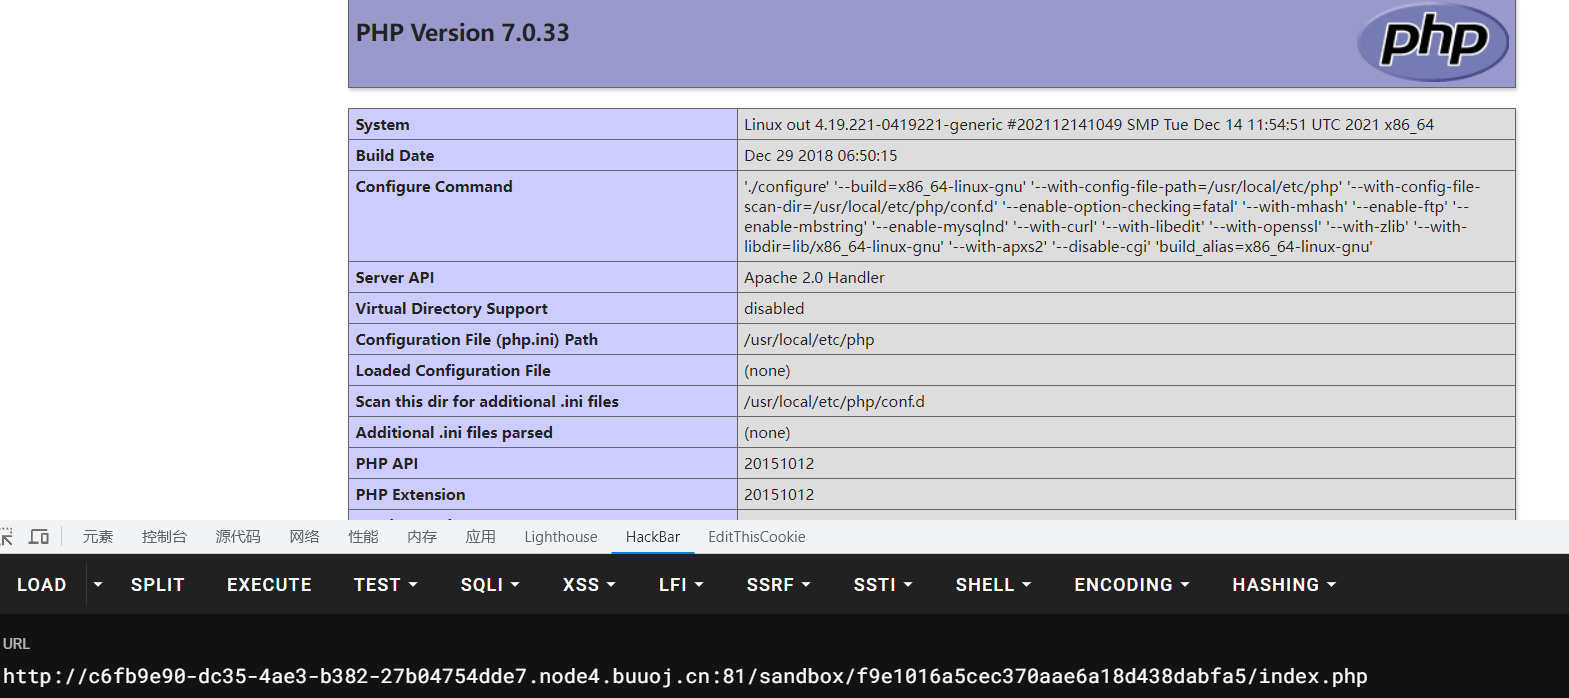 PHP Version 7.0.33
php
System Linux out 4.19.221-0419221-generic #202112141049 SMP Tue Dec 14 11:54:51 UTC 2021 x86_64
Build Date Dec 29 2018 06:50:15
Configure Command './configure' '--build=x86_64-linux-gnu' '--with-config-file-path=/usr/local/etc/php' '--with-config-file-
scan-dir=/usr/local/etc/php/conf.d' '--enable-option-checking=fatal' '--with-mhash' '--enable-ftp' '--
enable-mbstring' '--enable-mysqlnd' '--with-curl' '--with-libedit' '--with-openssl' '--with-zlib' '--with-
libdir=lib/x86_64-linux-gnu' '--with-apxs2' '--disable-cgi' 'build_alias=x86_64-linux-gnu'
Server API Apache 2.0 Handler
Virtual Directory Support disabled
Configuration File (php.ini) Path /usr/local/etc/php
Loaded Configuration File (none)
Scan this dir for additional .ini files /usr/local/etc/php/conf.d
Additional .ini files parsed (none)
PHP API 20151012
PHP Extension 20151012
元素 控制台 源代码 网络 性能 内存 应用 Lighthouse HackBar EditThisCookie
LOAD SPLIT EXECUTE TEST SQLI XSS LFI SSRF SSTI SHELL ENCODING HASHING
URL
http://c6fb9e90-dc35-4ae3-b382-27b04754dde7.node4.buuoj.cn:81/sandbox/f9e1016a5cec370aae6a18d438dabfa5/index.php